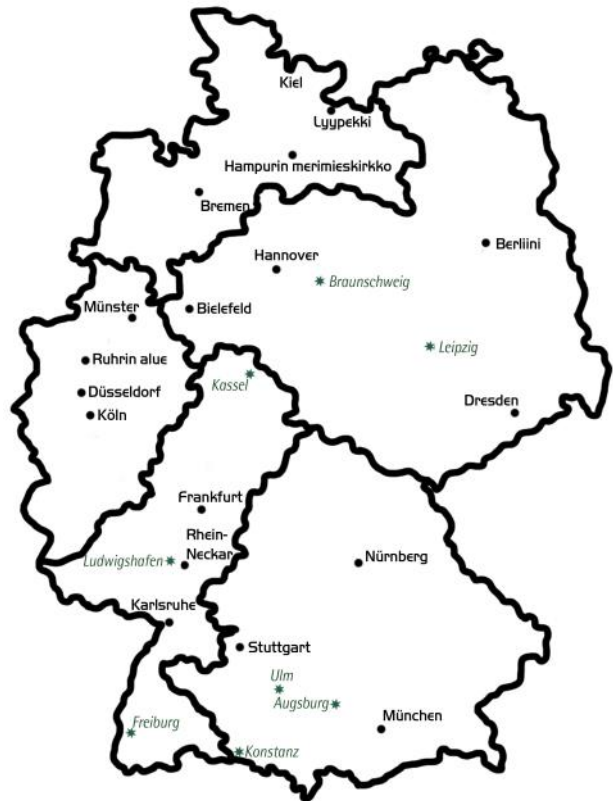 Kiel
Lyypekki
Hampurin merimieskirkko
Bremen
Berliini
Hannover
Braunschweig
Münster
Bielefeld
Leipzig
Ruhrin alue
Kassel
Düsseldorf
Dresden
Köln
Frankfurt
Rhein-
Neckar
Ludwigshafen
Nürnberg
Karlsruhe
Stuttgart
Ulm
Augsburg
München
Freiburg
Konstanz